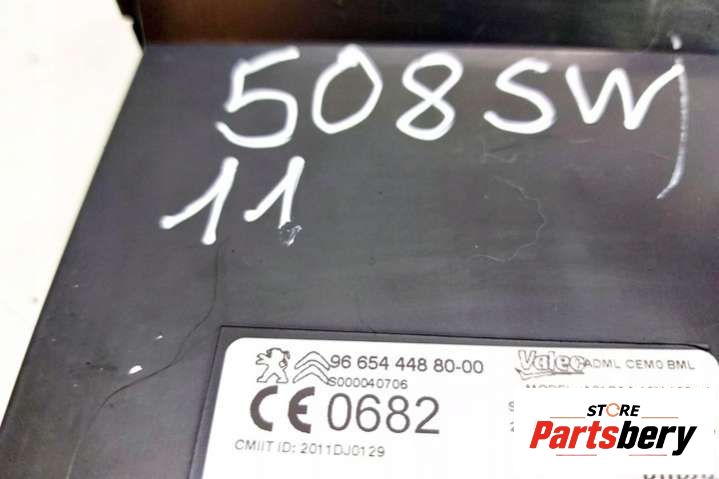 508SW
11
96 654 448 80-00
S000040706
CE 0682
CMIIT ID: 2011DJ0129
Valeo ADML CEM0 BML
STORE
Partsbery